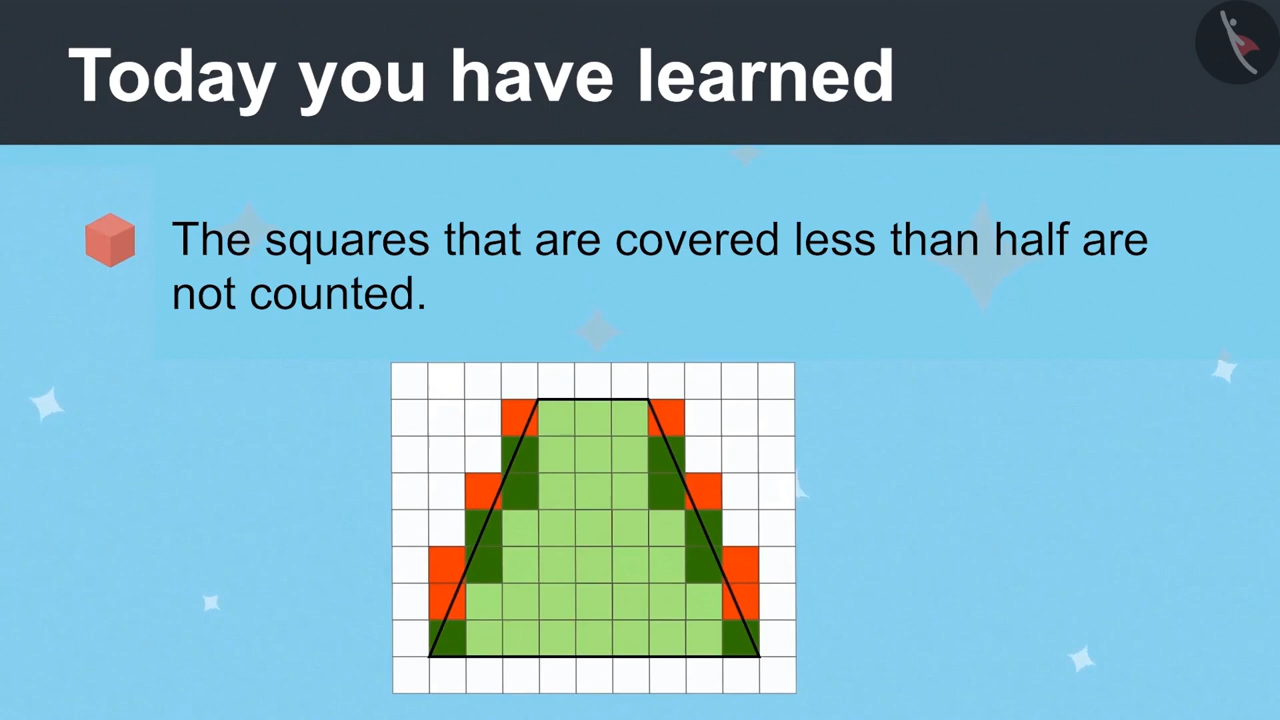 Today you have learned
The squares that are covered less than half are
not counted.